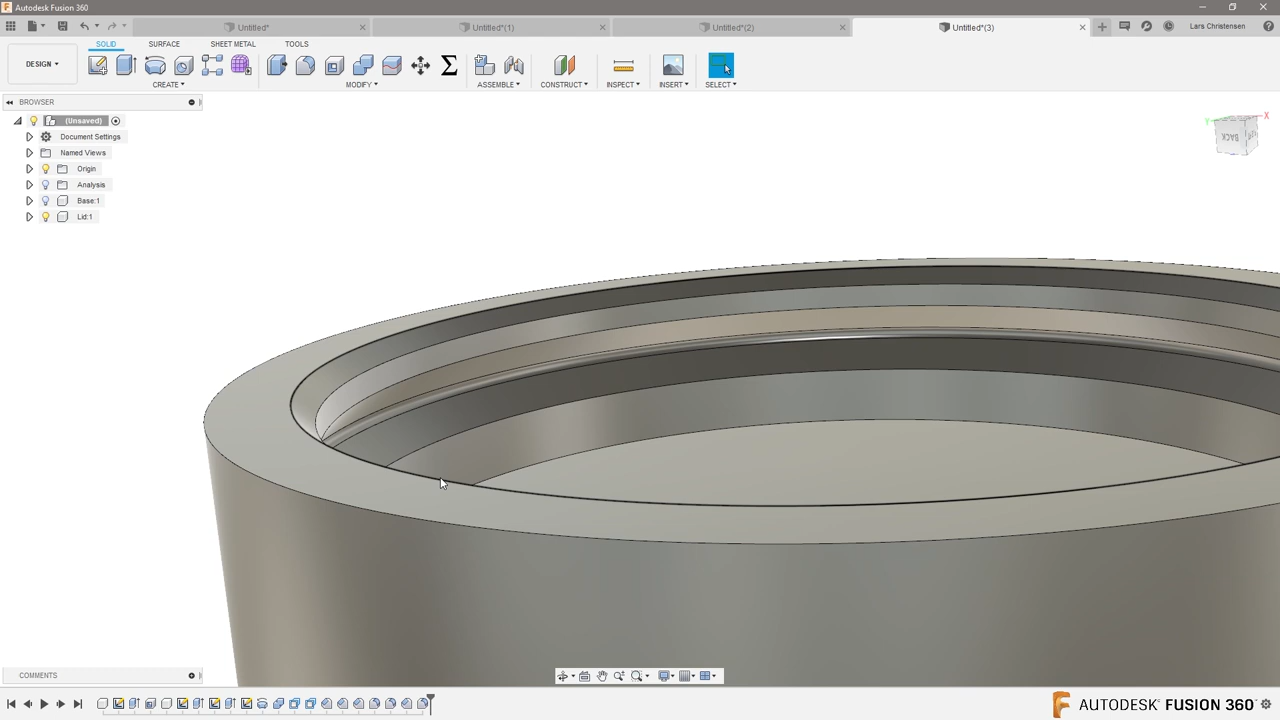 Autodesk Fusion 360
Untitled*
Untitled*(1)
Untitled*(2)
Untitled*(3)
Lars Christensen
DESIGN
SOLID
SURFACE
SHEET METAL
TOOLS
CREATE
MODIFY
ASSEMBLE
CONSTRUCT
INSPECT
INSERT
SELECT
BROWSER
(Unsaved)
Document Settings
Named Views
Origin
Analysis
Base:1
Lid:1
X
Y
BACK
COMMENTS
AUTODESK FUSION 360